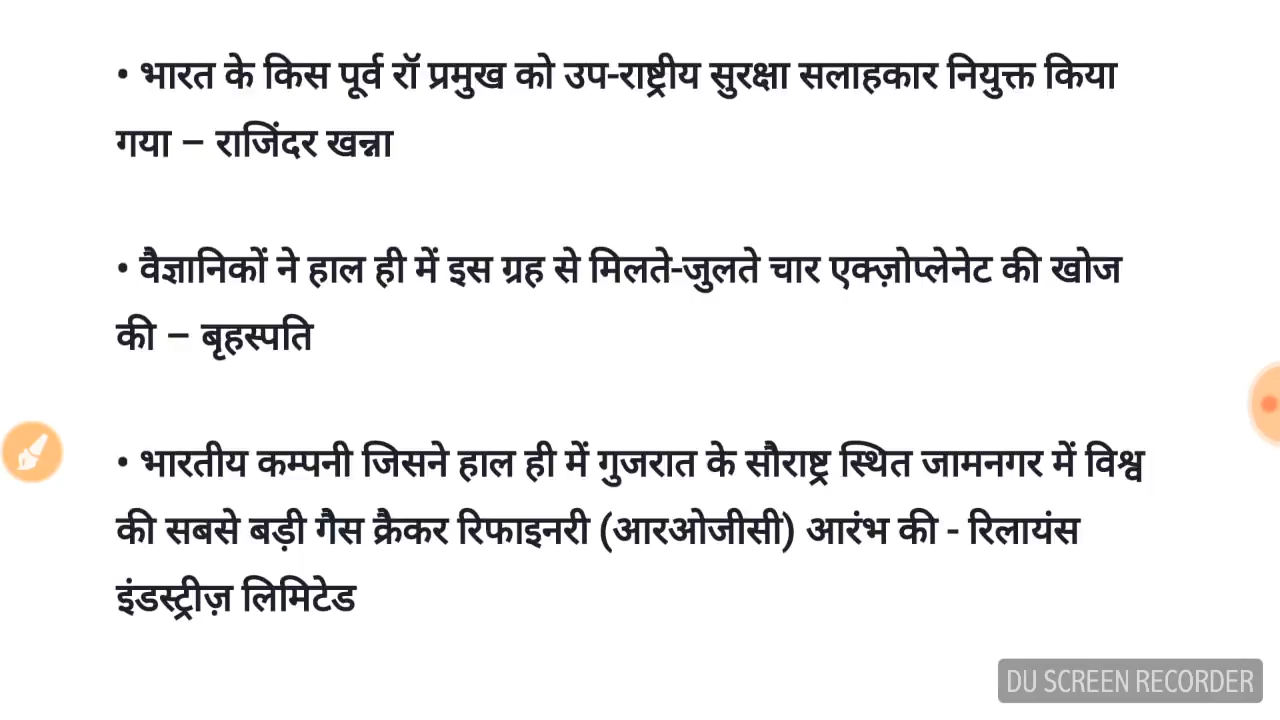 • भारत के किस पूर्व रॉ प्रमुख को उप-राष्ट्रीय सुरक्षा सलाहकार नियुक्त किया
गया – राजिंदर खन्ना
• वैज्ञानिकों ने हाल ही में इस ग्रह से मिलते-जुलते चार एक्ज़ोप्लेनेट की खोज
की – बृहस्पति
• भारतीय कम्पनी जिसने हाल ही में गुजरात के सौराष्ट्र स्थित जामनगर में विश्व
की सबसे बड़ी गैस क्रैकर रिफाइनरी (आरओजीसी) आरंभ की - रिलायंस
इंडस्ट्रीज़ लिमिटेड
DU SCREEN RECORDER